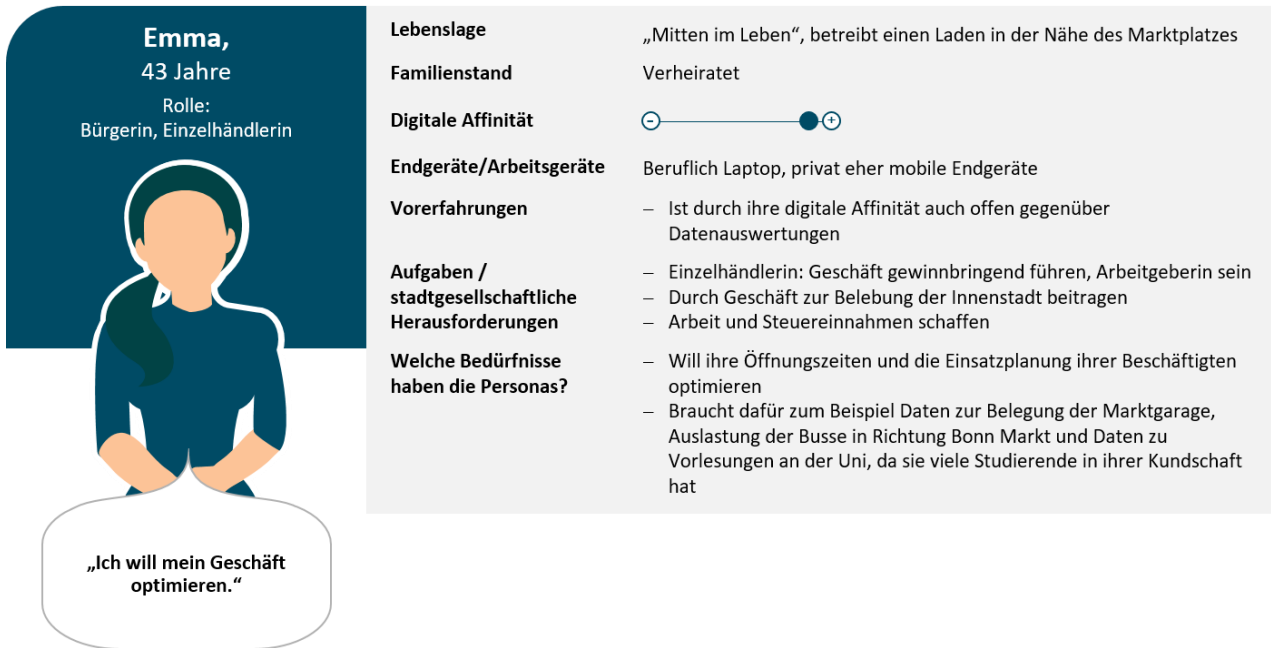 Emma,
43 Jahre
Rolle:
Bürgerin, Einzelhändlerin
„Ich will mein Geschäft
optimieren.“
Lebenslage
„Mitten im Leben“, betreibt einen Laden in der Nähe des Marktplatzes
Familienstand
Verheiratet
Digitale Affinität
- +
Endgeräte/Arbeitsgeräte
Beruflich Laptop, privat eher mobile Endgeräte
Vorerfahrungen
– Ist durch ihre digitale Affinität auch offen gegenüber
Datenauswertungen
Aufgaben /
stadtgesellschaftliche
Herausforderungen
– Einzelhändlerin: Geschäft gewinnbringend führen, Arbeitgeberin sein
– Durch Geschäft zur Belebung der Innenstadt beitragen
– Arbeit und Steuereinnahmen schaffen
Welche Bedürfnisse
haben die Personas?
– Will ihre Öffnungszeiten und die Einsatzplanung ihrer Beschäftigten
optimieren
– Braucht dafür zum Beispiel Daten zur Belegung der Marktgarage,
Auslastung der Busse in Richtung Bonn Markt und Daten zu
Vorlesungen an der Uni, da sie viele Studierende in ihrer Kundschaft
hat